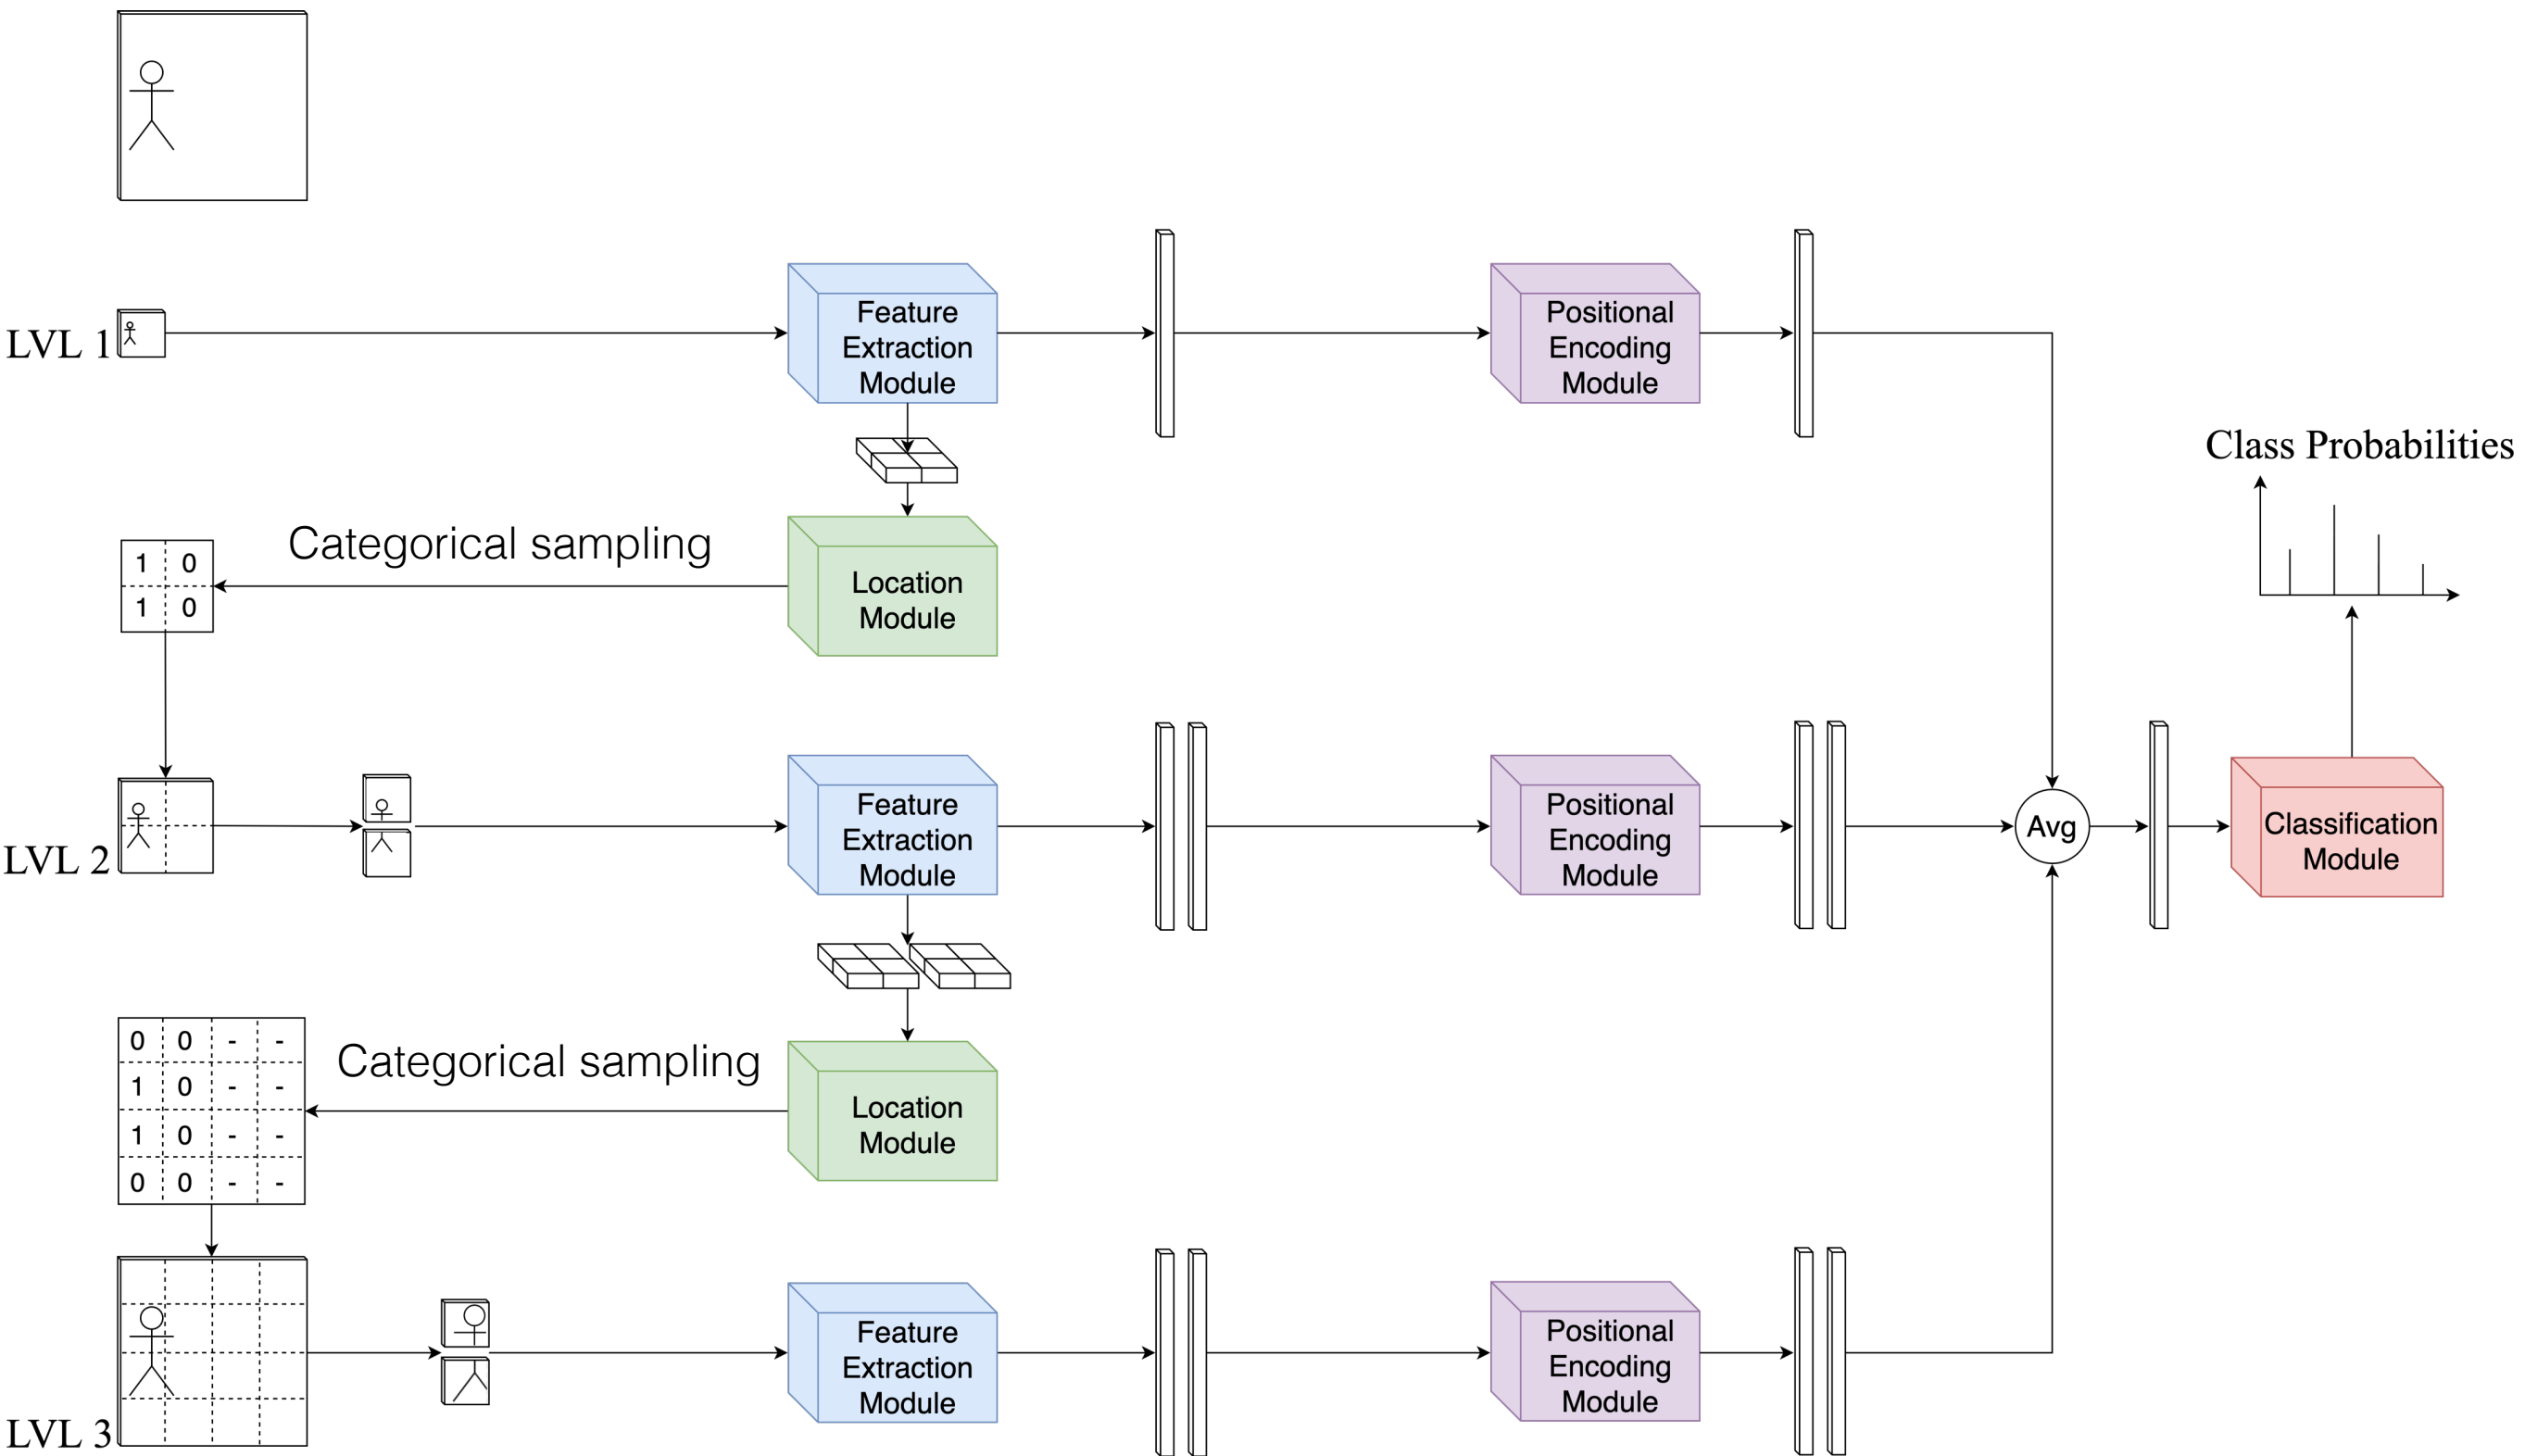 LVL 1
Feature
Extraction
Module
Positional
Encoding
Module
Class Probabilities
Categorical sampling
1 0
1 0
Location
Module
LVL 2
Feature
Extraction
Module
Positional
Encoding
Module
Avg
Classification
Module
Categorical sampling
0 0 - -
1 0 - -
1 0 - -
0 0 - -
Location
Module
LVL 3
Feature
Extraction
Module
Positional
Encoding
Module